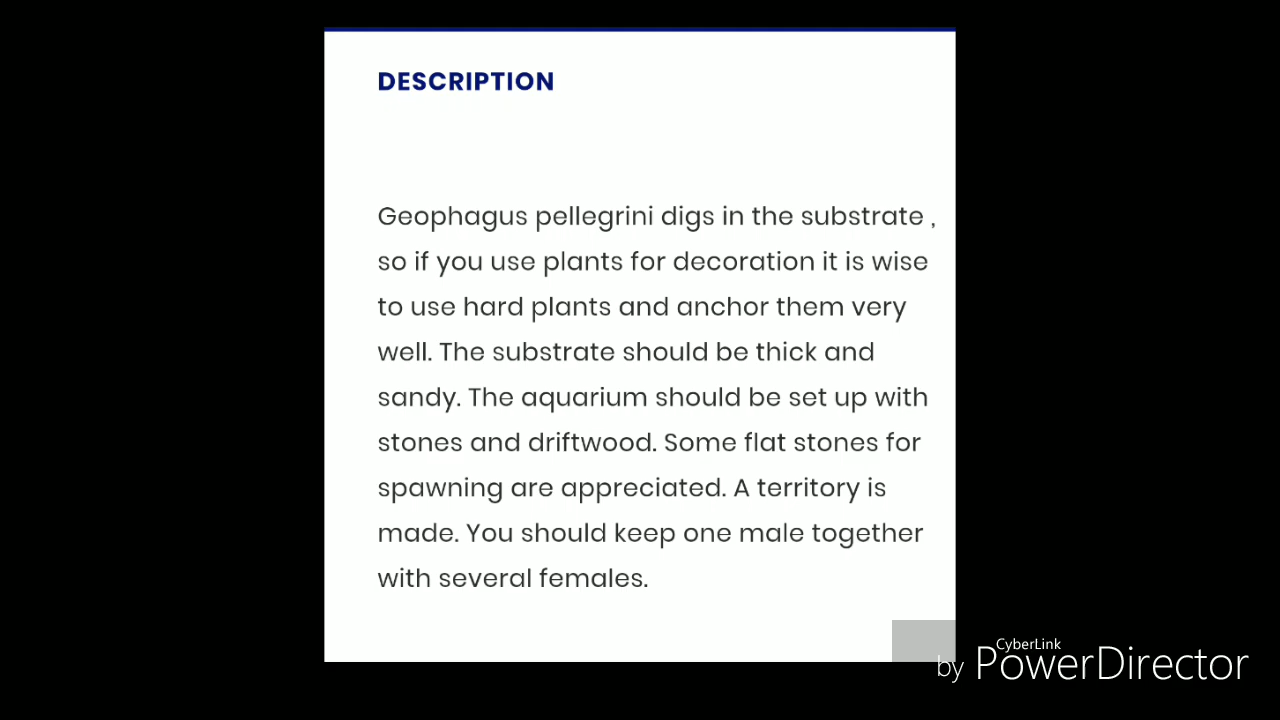 DESCRIPTION
Geophagus pellegrini digs in the substrate ,
so if you use plants for decoration it is wise
to use hard plants and anchor them very
well. The substrate should be thick and
sandy. The aquarium should be set up with
stones and driftwood. Some flat stones for
spawning are appreciated. A territory is
made. You should keep one male together
with several females.
CyberLink
by PowerDirector